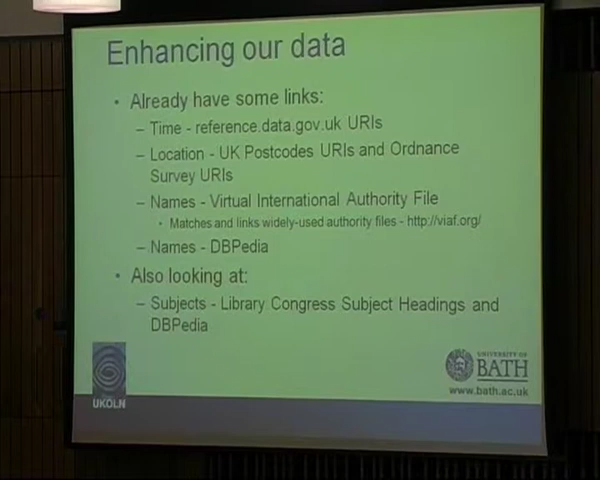 Enhancing our data
• Already have some links:
– Time - reference.data.gov.uk URIs
– Location - UK Postcodes URIs and Ordnance
Survey URIs
– Names - Virtual International Authority File
• Matches and links widely-used authority files - http://viaf.org/
– Names - DBPedia
• Also looking at:
– Subjects - Library Congress Subject Headings and
DBPedia
UKOLN
UNIVERSITY OF
BATH
www.bath.ac.uk